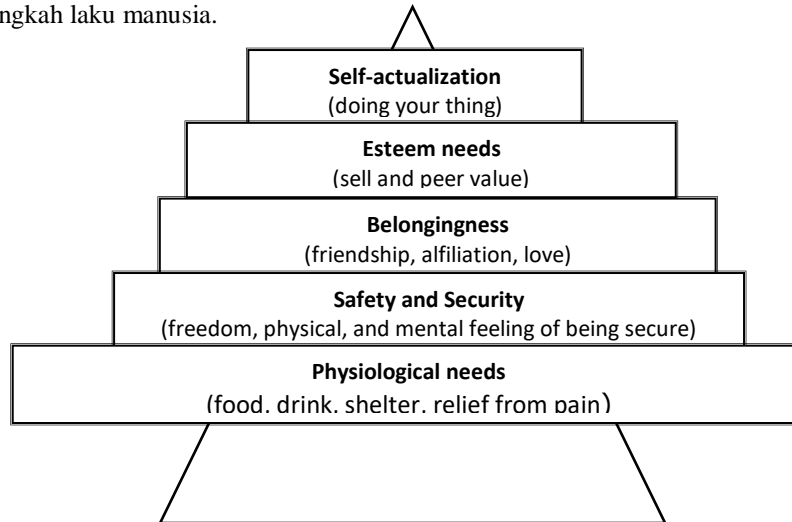 ngkah laku manusia.
Self-actualization
(doing your thing)
Esteem needs
(sell and peer value)
Belongingness
(friendship, alfiliation, love)
Safety and Security
(freedom, physical, and mental feeling of being secure)
Physiological needs
(food, drink, shelter, relief from pain)